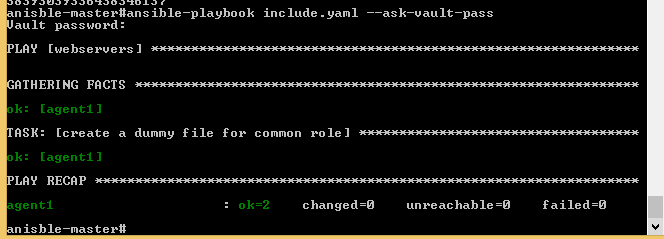 anisble-master#ansible-playbook include.yaml --ask-vault-pass
Vault password:
PLAY [webservers] ************************************************************
GATHERING FACTS **************************************************************
ok: [agent1]
TASK: [create a dummy file for common role] **********************************
ok: [agent1]
PLAY RECAP *******************************************************************
agent1 : ok=2 changed=0 unreachable=0 failed=0
anisble-master#